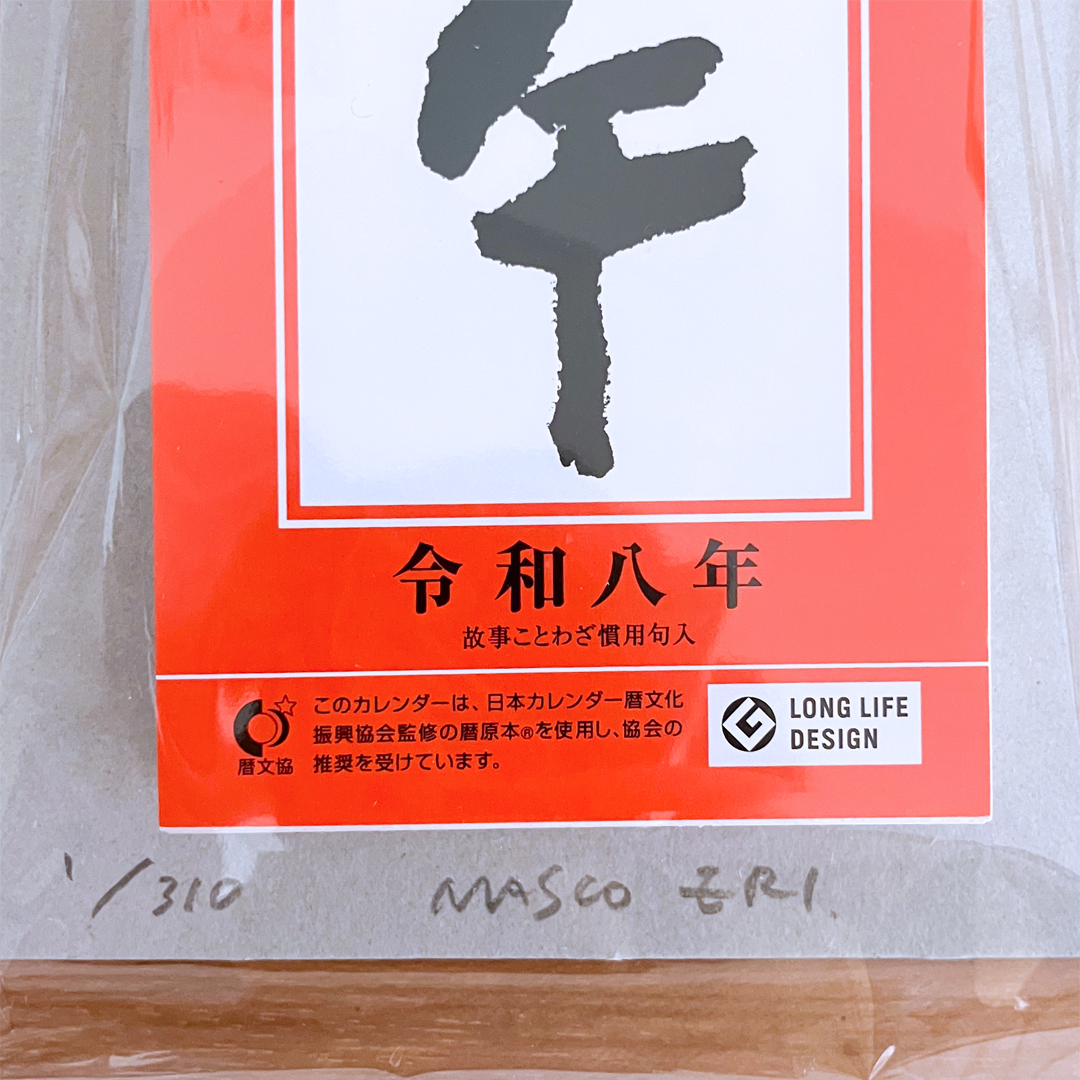 午
令和八年
故事ことわざ慣用句入
暦文協
このカレンダーは、日本カレンダー暦文化
振興協会監修の暦原本®を使用し、協会の
推奨を受けています。
LONG LIFE
DESIGN
1/310 MASCO ERI.